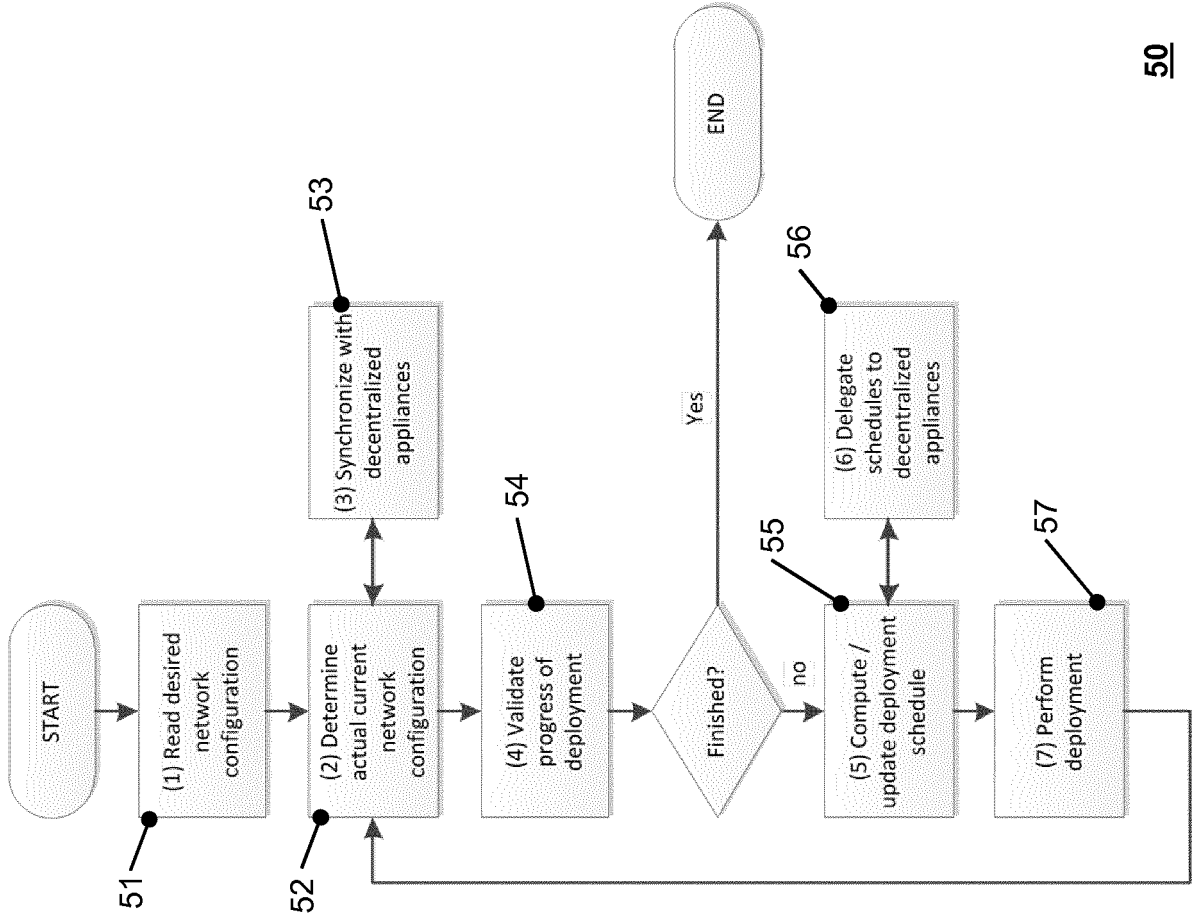 START
51
(1) Read desired
network
configuration
52
(2) Determine
actual current
network
configuration
53
(3) Synchronize with
decentralized
appliances
54
(4) Validate
progress of
deployment
Finished?
Yes
END
no
55
(5) Compute /
update deployment
schedule
56
(6) Delegate
schedules to
decentralized
appliances
57
(7) Perform
deployment
50